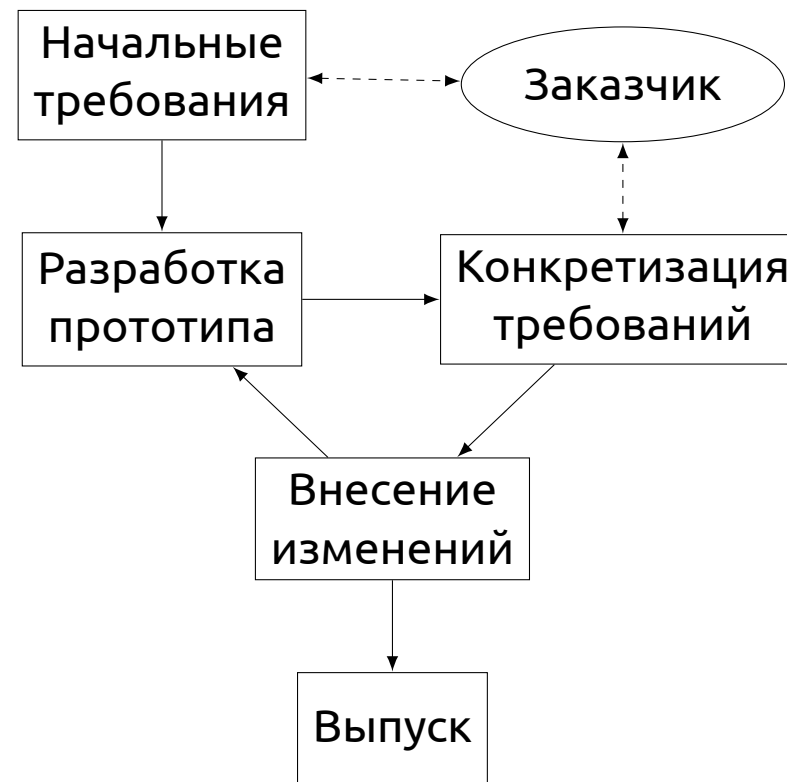 Начальные
требования
Заказчик
Разработка
прототипа
Конкретизация
требований
Внесение
изменений
Выпуск